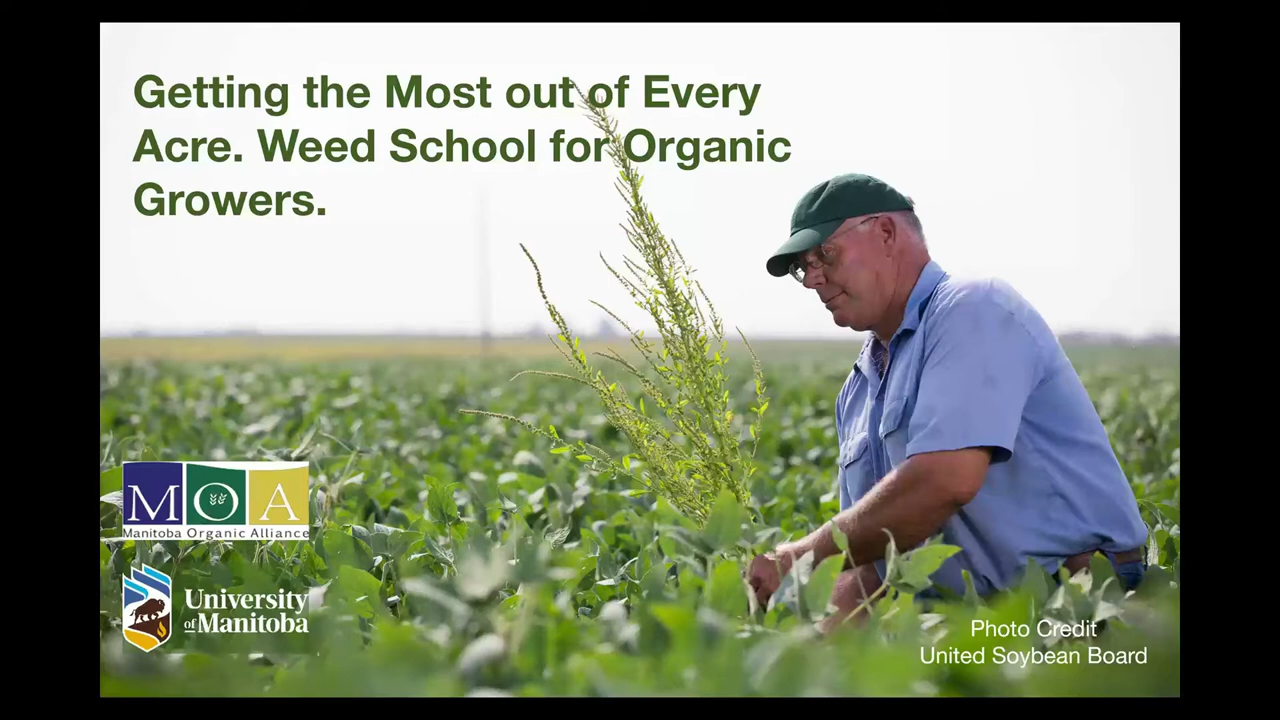 Getting the Most out of Every
Acre. Weed School for Organic
Growers.
MOA
Manitoba Organic Alliance
University
of Manitoba
Photo Credit
United Soybean Board